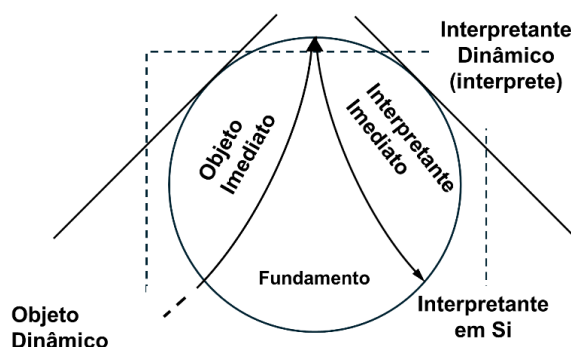 Interpretante
Dinâmico
(interprete)
Objeto
Imediato
Interpretante
Imediato
Fundamento
Objeto
Dinâmico
Interpretante
em Si